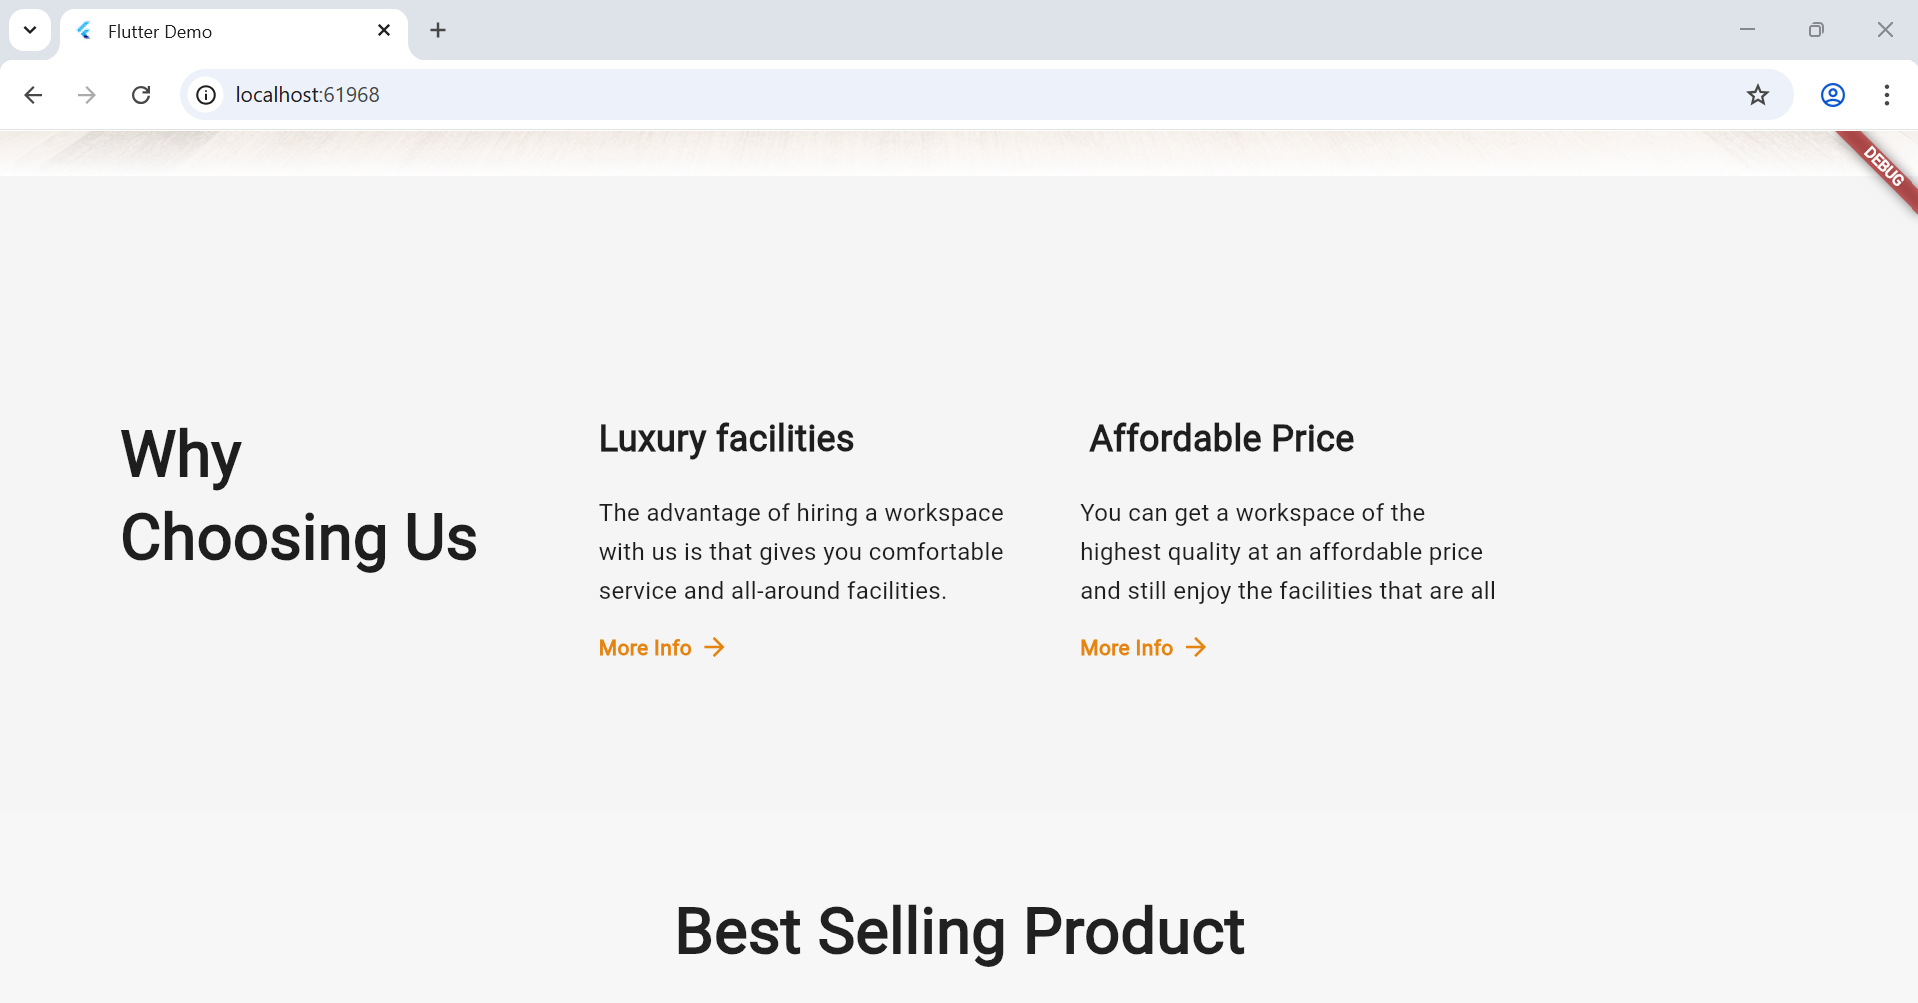 Flutter Demo
localhost:61968
DEBUG
Why
Choosing Us
Luxury facilities
The advantage of hiring a workspace
with us is that gives you comfortable
service and all-around facilities.
More Info
Affordable Price
You can get a workspace of the
highest quality at an affordable price
and still enjoy the facilities that are all
More Info
Best Selling Product